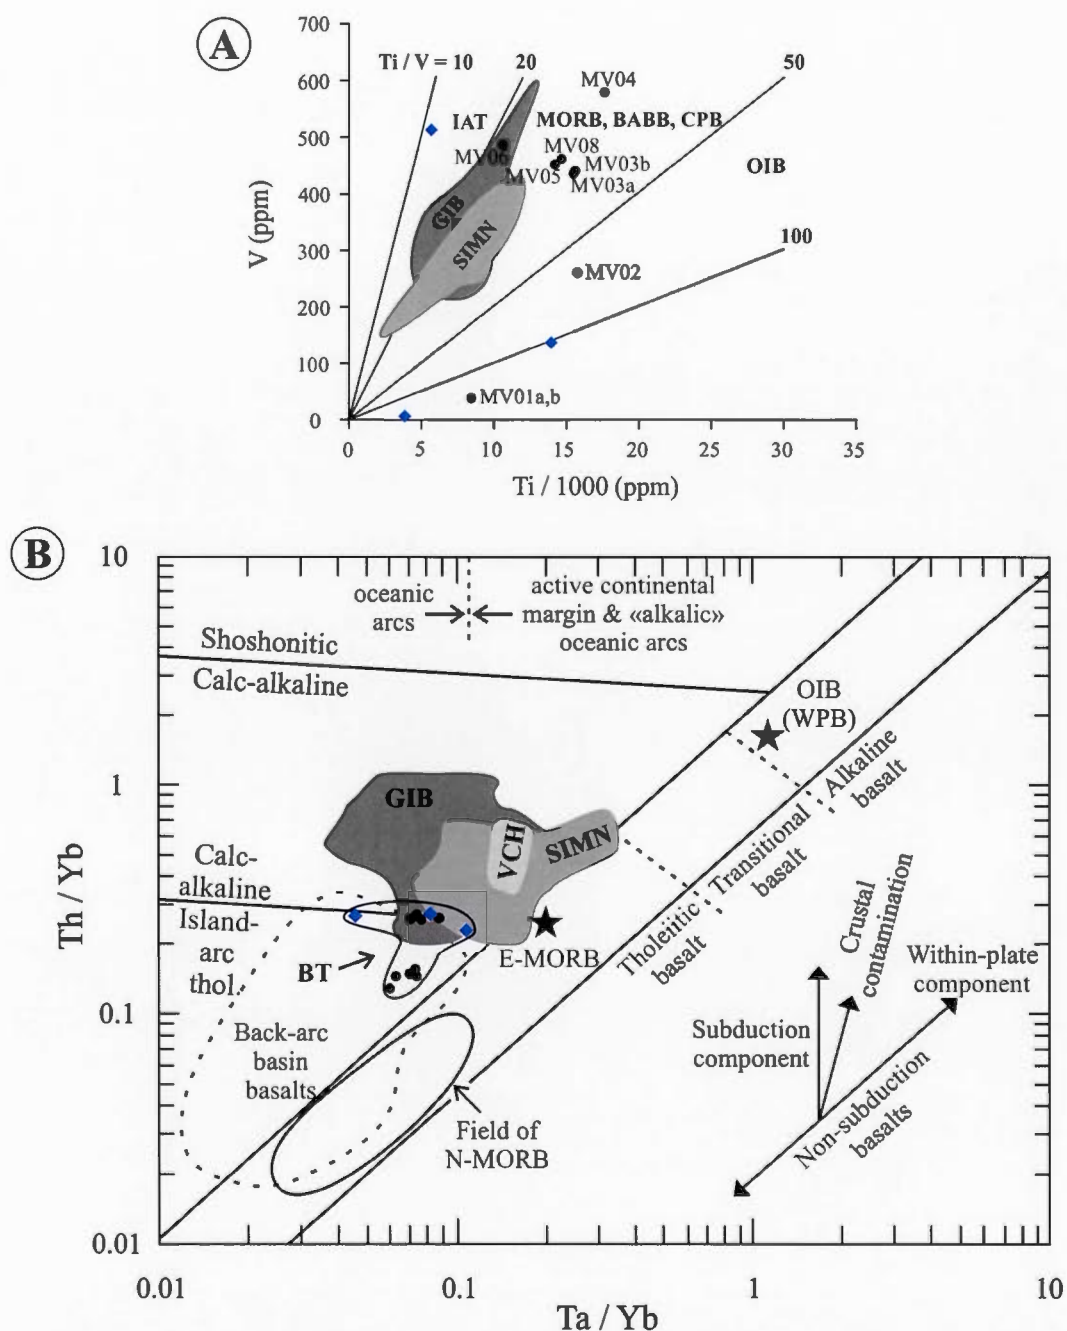 A
700
600
500
400
300
200
100
0
V (ppm)
Ti / V = 10
20
50
100
IAT
MORB, BABB, CPB
OIB
MV04
MV06
MV08
MV05
MV03b
MV03a
GIB
SIMN
MV02
MV01a,b
0
5
10
15
20
25
30
35
Ti / 1000 (ppm)
B
10
1
0.1
0.01
Th / Yb
oceanic
arcs
active continental
margin & «alkalic»
oceanic arcs
Shoshonitic
Calc-alkaline
OIB
(WPB)
GIB
VCH
SIMN
Calc-
alkaline
Island-
arc
thol.
BT
E-MORB
Tholeiitic
basalt
Transitional
basalt
Alkaline
basalt
Back-arc
basin
basalts
Field of
N-MORB
Crustal
contamination
Within-plate
component
Subduction
component
Non-subduction
basalts
0.01
0.1
1
10
Ta / Yb